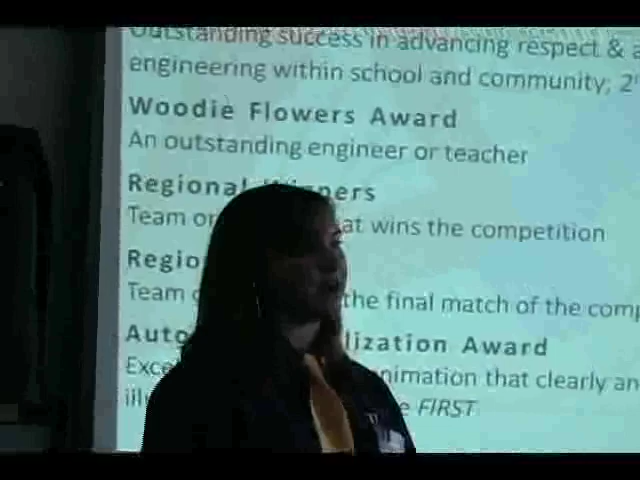 Outstanding success in advancing respect & a
engineering within school and community; 2
Woodie Flowers Award
An outstanding engineer or teacher
Regional Winners
Team or at wins the competition
Regio
Team the final match of the comp
Auto lization Award
Exce nimation that clearly an
FIRST